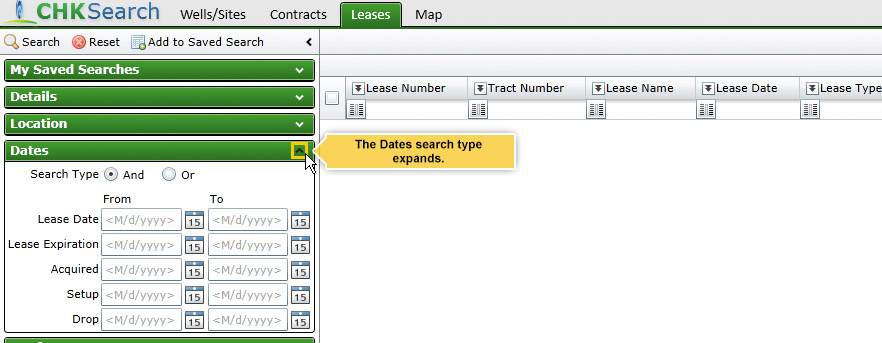 CHKSearch Wells/Sites Contracts Leases Map
Search Reset Add to Saved Search
My Saved Searches
Details
Location
Dates
Search Type And Or
From To
Lease Date <M/d/yyyy> 15 <M/d/yyyy> 15
Lease Expiration <M/d/yyyy> 15 <M/d/yyyy> 15
Acquired <M/d/yyyy> 15 <M/d/yyyy> 15
Setup <M/d/yyyy> 15 <M/d/yyyy> 15
Drop <M/d/yyyy> 15 <M/d/yyyy> 15
Lease Number Tract Number Lease Name Lease Date Lease Type
The Dates search type
expands.